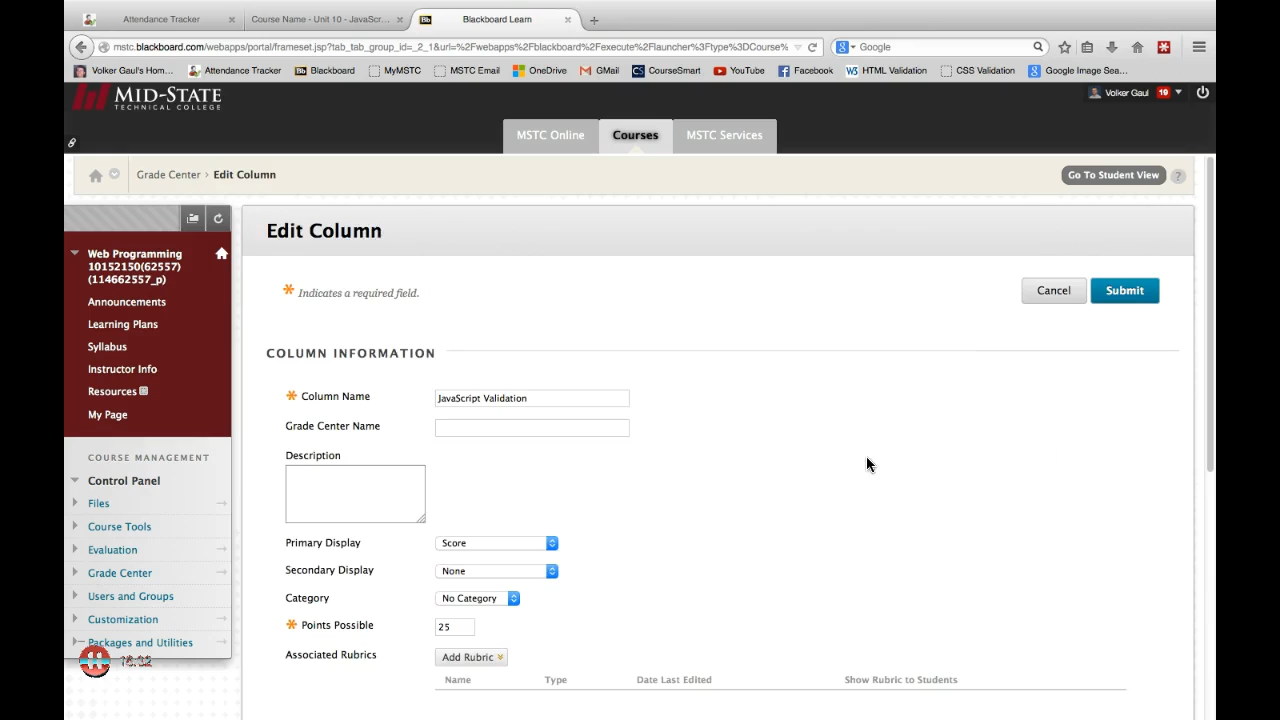 Attendance Tracker
Course Name - Unit 10 - JavaScr...
Bb Blackboard Learn
mstc.blackboard.com/webapps/portal/frameset.jsp?tab_tab_group_id=_2_1&url=%2Fwebapps%2Fblackboard%2Fexecute%2Flauncher%3Ftype%3DCourse%
Google
Volker Gaul's Hom...
Attendance Tracker
Bb Blackboard
MyMSTC
MSTC Email
OneDrive
GMail
CS CourseSmart
YouTube
Facebook
W3 HTML Validation
CSS Validation
Google Image Sea...
MID-STATE
TECHNICAL COLLEGE
Volker Gaul 19
MSTC Online
Courses
MSTC Services
Grade Center > Edit Column
Go To Student View
?
Edit Column
Web Programming
10152150(62557)
(114662557_p)
Announcements
Learning Plans
Syllabus
Instructor Info
Resources
My Page
COURSE MANAGEMENT
Control Panel
Files
Course Tools
Evaluation
Grade Center
Users and Groups
Customization
Packages and Utilities
* Indicates a required field.
Cancel
Submit
COLUMN INFORMATION
* Column Name JavaScript Validation
Grade Center Name
Description
Primary Display Score
Secondary Display None
Category No Category
* Points Possible 25
Associated Rubrics Add Rubric
Name Type Date Last Edited Show Rubric to Students